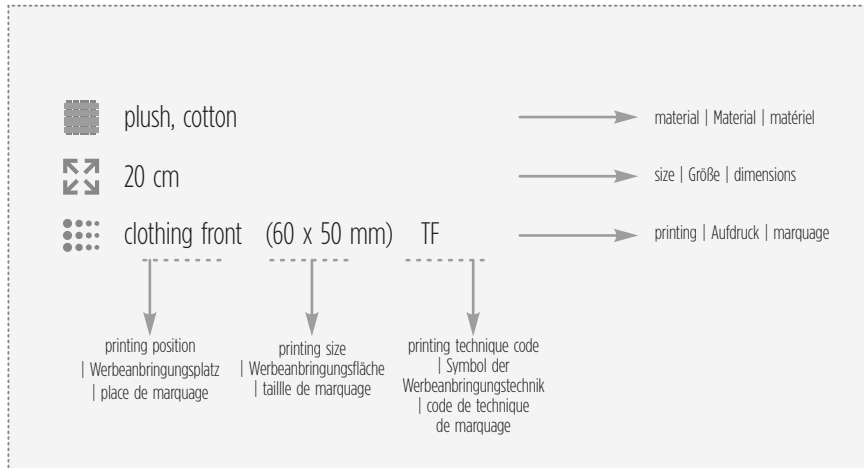 plush, cotton
material | Material | matériel
20 cm
size | Größe | dimensions
clothing front (60 x 50 mm) TF
printing | Aufdruck | marquage
printing position
| Werbeanbringungsplatz
| place de marquage
printing size
| Werbeanbringungsfläche
| taillle de marquage
printing technique code
| Symbol der
Werbeanbringungstechnik
| code de technique
de marquage